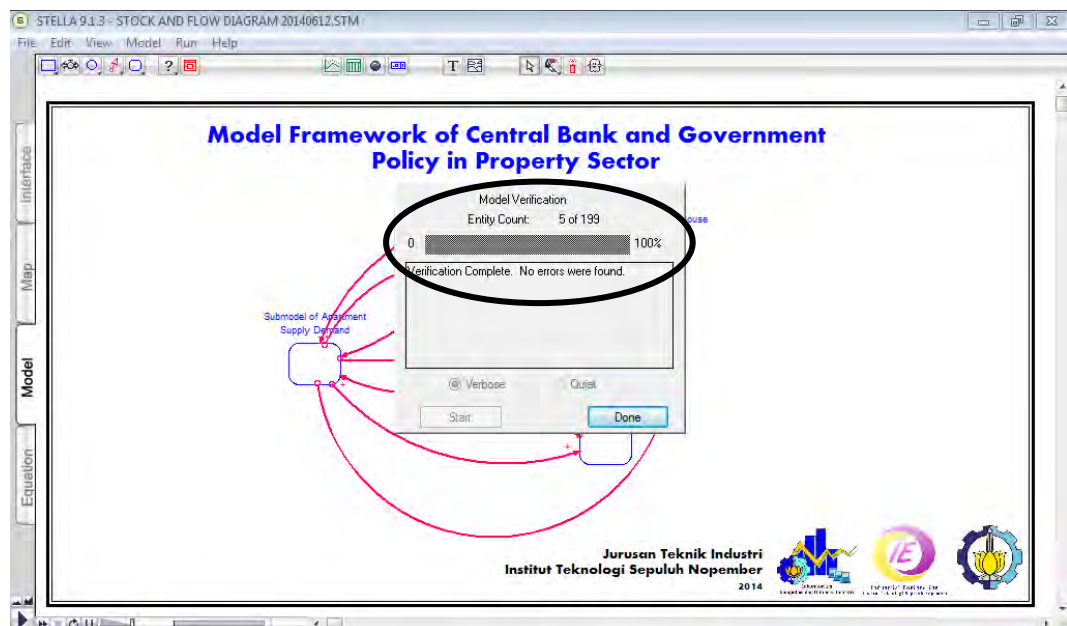 STELLA 9.1.3 - STOCK AND FLOW DIAGRAM 20140612.STM
File Edit View Model Run Help
T
Interface
Map
Model
Equation
Model Framework of Central Bank and Government
Policy in Property Sector
Model Verification
Entity Count: 5 of 199
ouse
0 100%
Verification Complete. No errors were found.
Submodel of Apartment
Supply Demand
Verbose Quiet
Start Done
Jurusan Teknik Industri
Institut Teknologi Sepuluh Nopember
2014
IE